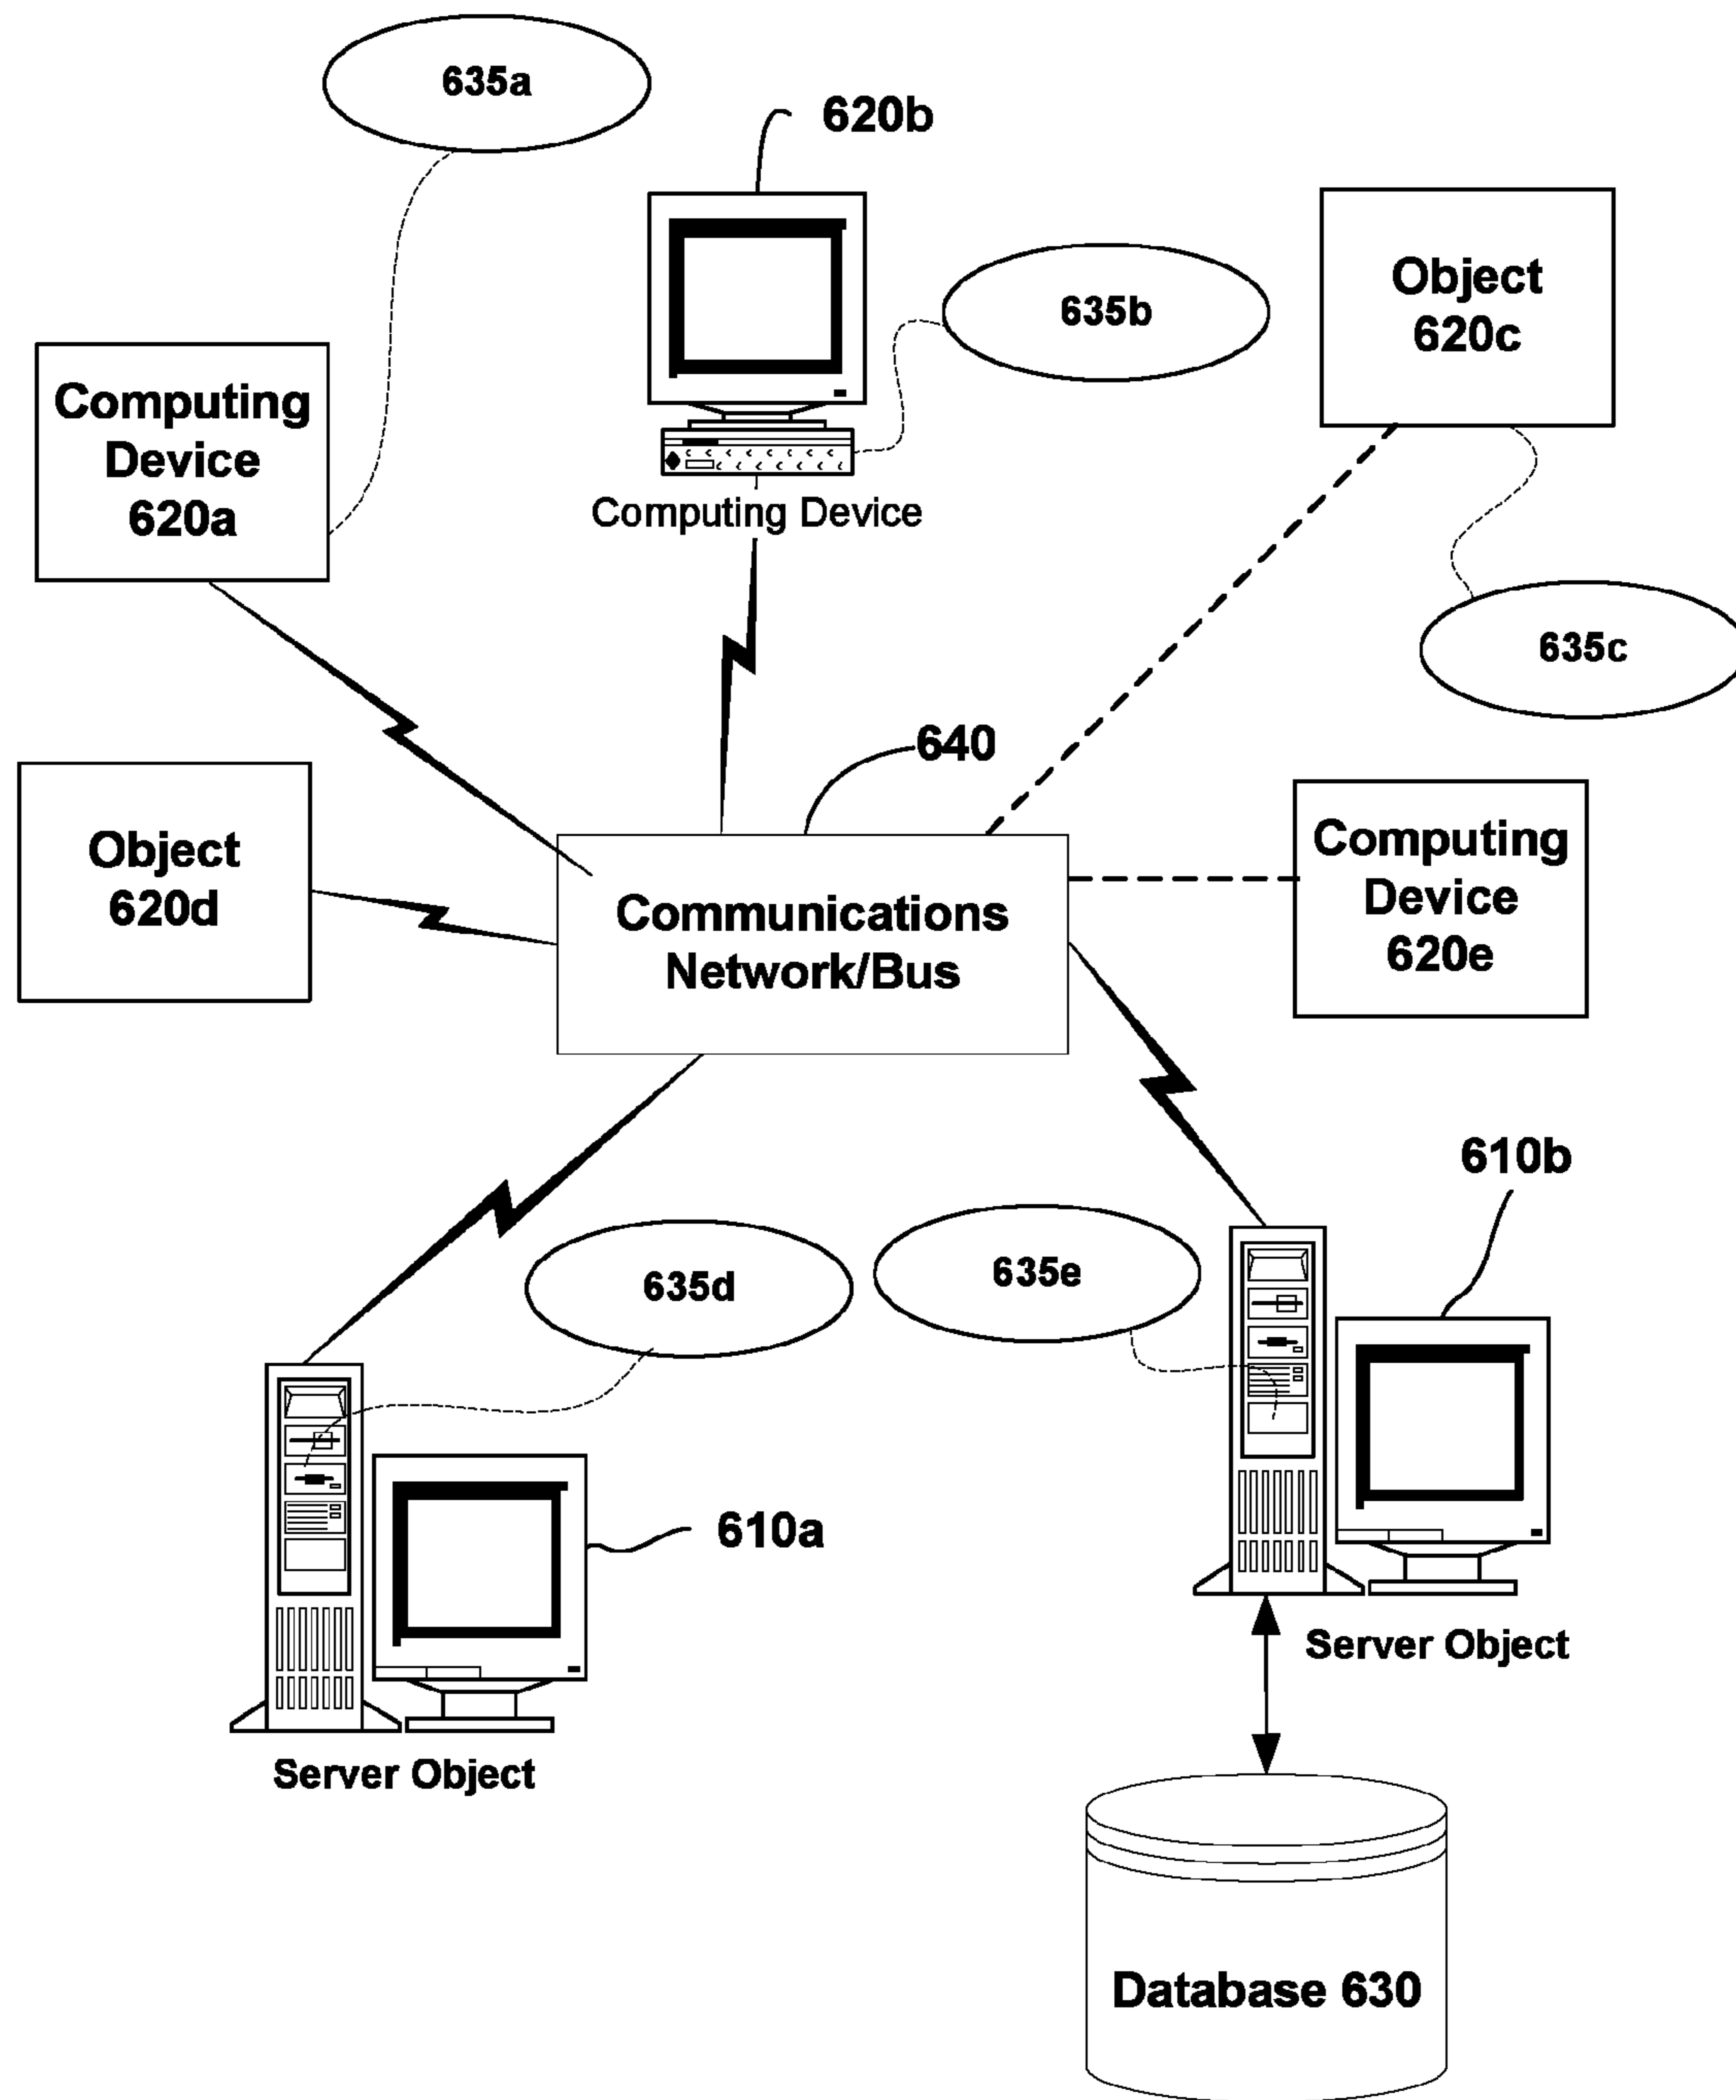 635a
620b
635b
Object
620c
Computing
Device
620a
Computing Device
635c
640
Object
620d
Computing
Device
620e
Communications
Network/Bus
610b
635d
635e
610a
Server Object
Server Object
Database 630